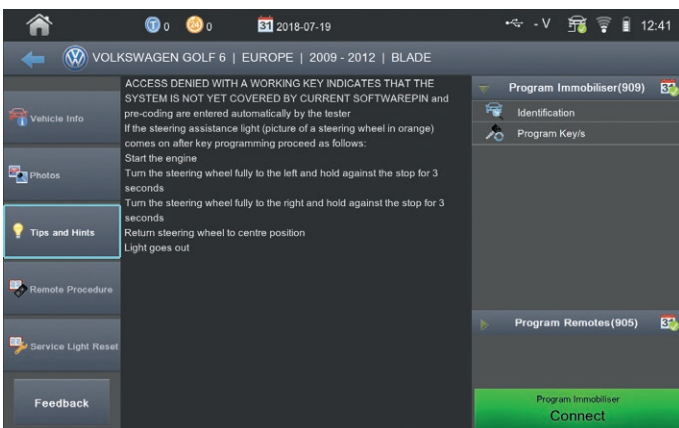 0
0
31 2018-07-19
- V
12:41
VOLKSWAGEN GOLF 6 | EUROPE | 2009 - 2012 | BLADE
Vehicle Info
Photos
Tips and Hints
Remote Procedure
Service Light Reset
Feedback
ACCESS DENIED WITH A WORKING KEY INDICATES THAT THE
SYSTEM IS NOT YET COVERED BY CURRENT SOFTWAREPIN and
pre-coding are entered automatically by the tester
If the steering assistance light (picture of a steering wheel in orange)
comes on after key programming proceed as follows:
Start the engine
Turn the steering wheel fully to the left and hold against the stop for 3
seconds
Turn the steering wheel fully to the right and hold against the stop for 3
seconds
Return steering wheel to centre position
Light goes out
Program Immobiliser(909)
Identification
Program Key/s
Program Remotes(905)
Program Immobiliser
Connect